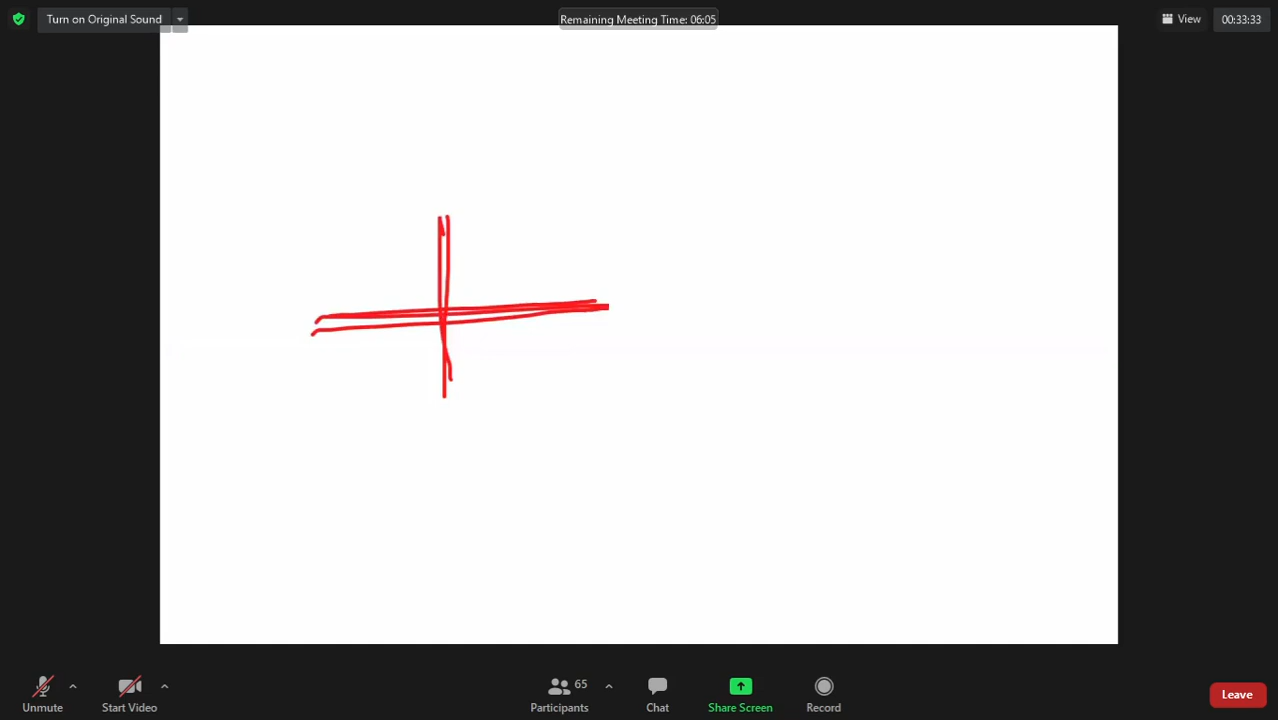 Turn on Original Sound
Remaining Meeting Time: 06:05
View
00:33:33
Unmute
Start Video
65
Participants
Chat
Share Screen
Record
Leave